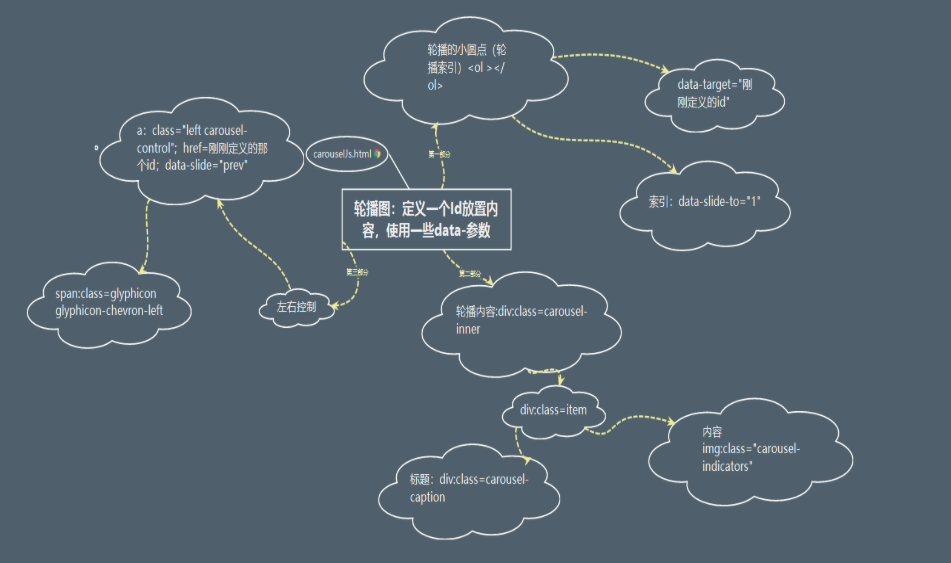 轮播的小圆点（轮
播索引）<ol ></
ol>
data-target="刚
刚定义的id"
索引：data-slide-to="1"
第一部分
carouselJs.html
轮播图：定义一个Id放置内
容，使用一些data-参数
a：class="left carousel-
control"；href=刚刚定义的那
个id；data-slide="prev"
span:class=glyphicon
glyphicon-chevron-left
左右控制
第三部分
第二部分
轮播内容:div:class=carousel-
inner
div:class=item
标题：div:class=carousel-
caption
内容
img:class="carousel-
indicators"